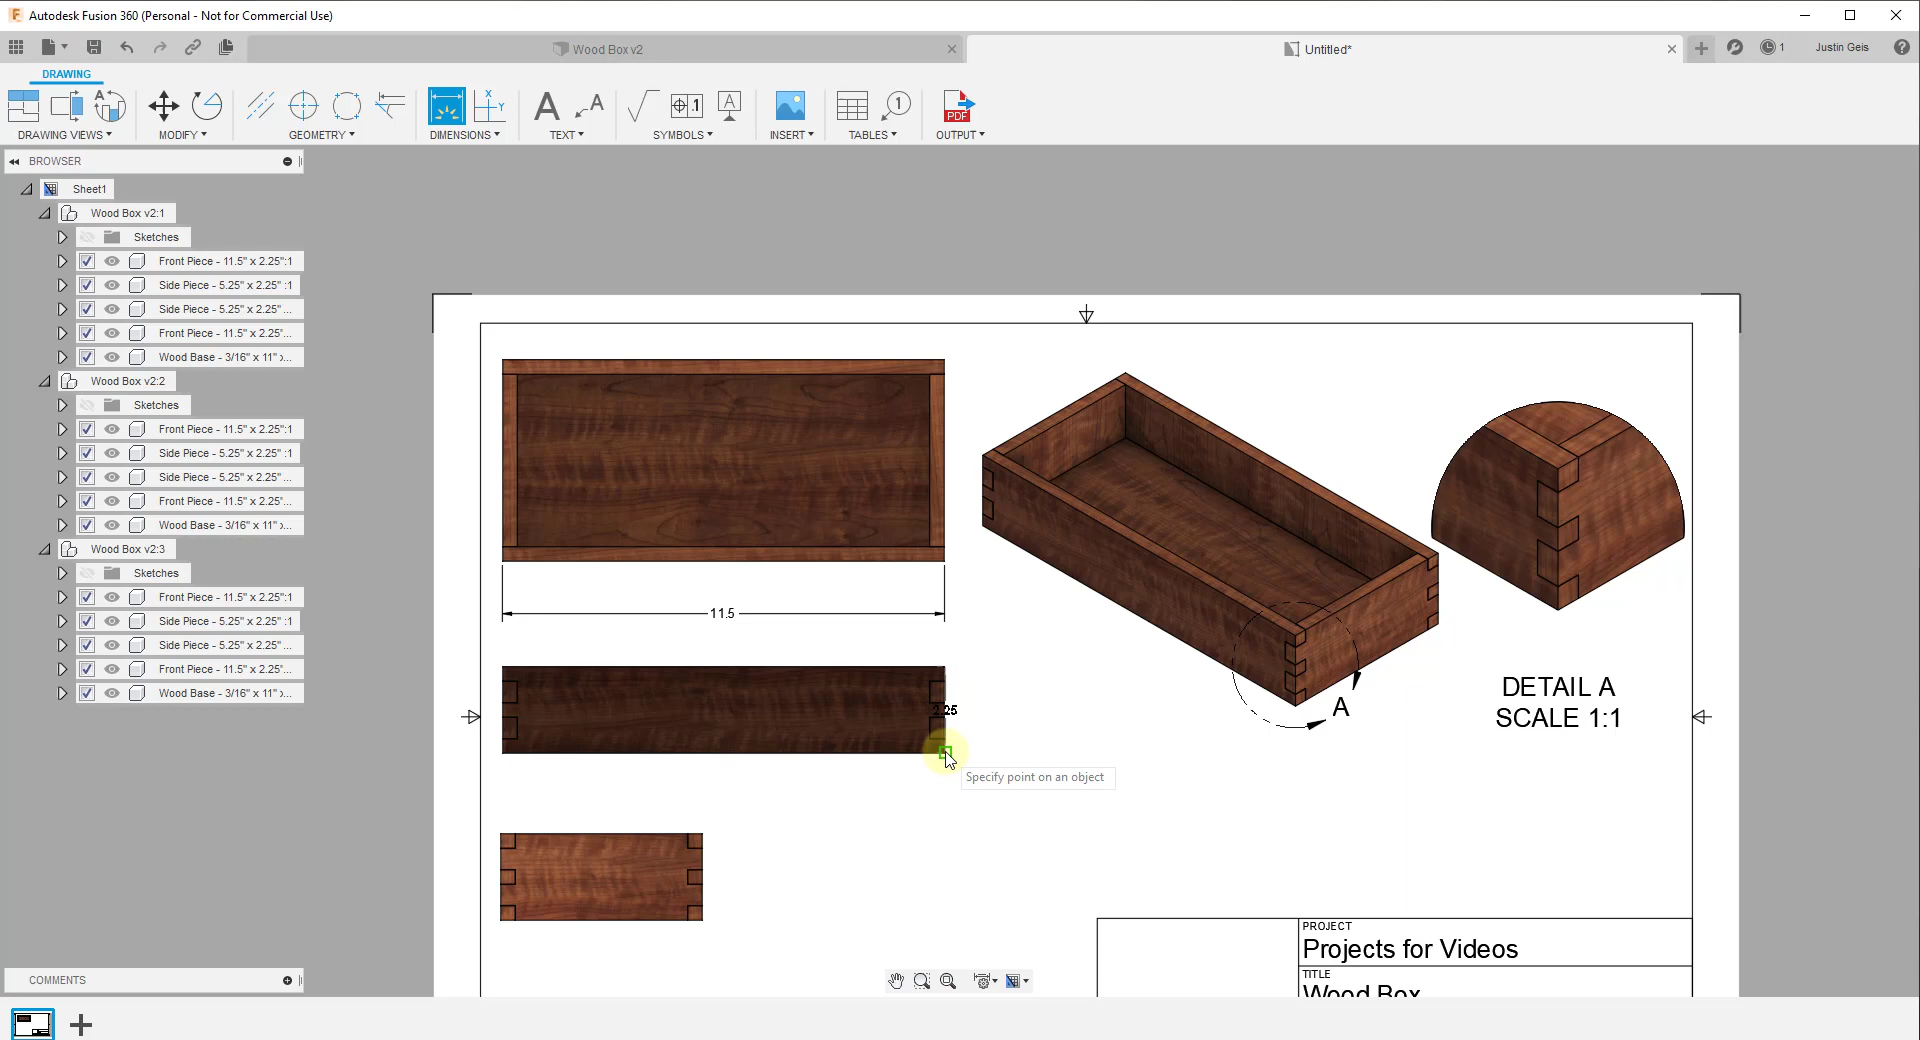 Autodesk Fusion 360 (Personal - Not for Commercial Use)
Wood Box v2
Untitled*
1
Justin Geis
DRAWING
DRAWING VIEWS
MODIFY
GEOMETRY
DIMENSIONS
TEXT
SYMBOLS
INSERT
TABLES
OUTPUT
BROWSER
Sheet1
Wood Box v2:1
Sketches
Front Piece - 11.5" x 2.25":1
Side Piece - 5.25" x 2.25" :1
Side Piece - 5.25" x 2.25" ...
Front Piece - 11.5" x 2.25"...
Wood Base - 3/16" x 11" x...
Wood Box v2:2
Sketches
Front Piece - 11.5" x 2.25":1
Side Piece - 5.25" x 2.25" :1
Side Piece - 5.25" x 2.25" ...
Front Piece - 11.5" x 2.25"...
Wood Base - 3/16" x 11" x...
Wood Box v2:3
Sketches
Front Piece - 11.5" x 2.25":1
Side Piece - 5.25" x 2.25" :1
Side Piece - 5.25" x 2.25" ...
Front Piece - 11.5" x 2.25"...
Wood Base - 3/16" x 11" x...
11.5
2.25
Specify point on an object
A
DETAIL A
SCALE 1:1
PROJECT
Projects for Videos
TITLE
Wood Box
COMMENTS